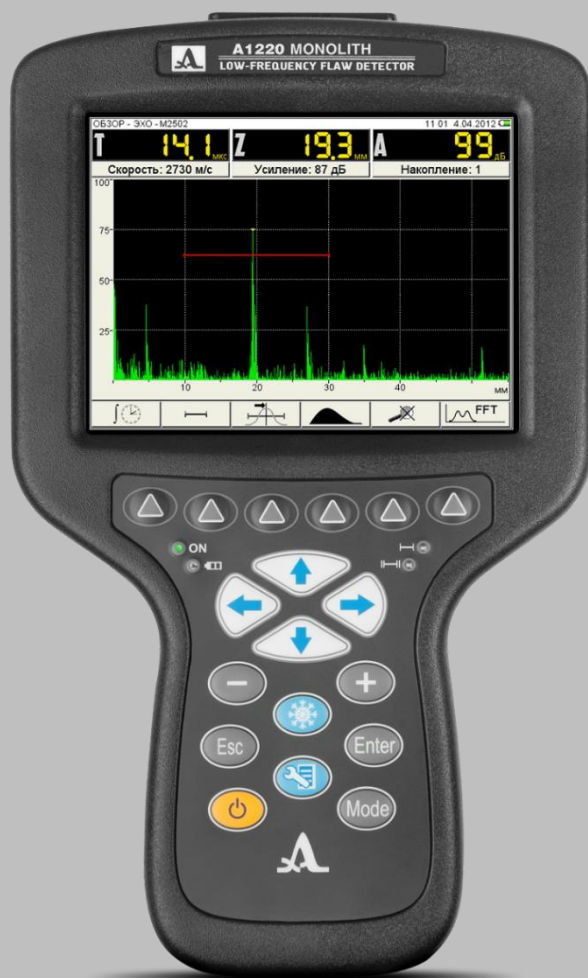 A1220 MONOLITH
LOW-FREQUENCY FLAW DETECTOR
ОБЗОР - ЭХО - M2502 11 01 4.04.2012
T 14.1 мкс Z 19.3 мм A 99 дБ
Скорость: 2730 м/с Усиление: 87 дБ Накопление: 1
100
75
50
25
10 20 30 40 мм
FFT
ON
Esc Enter
Mode